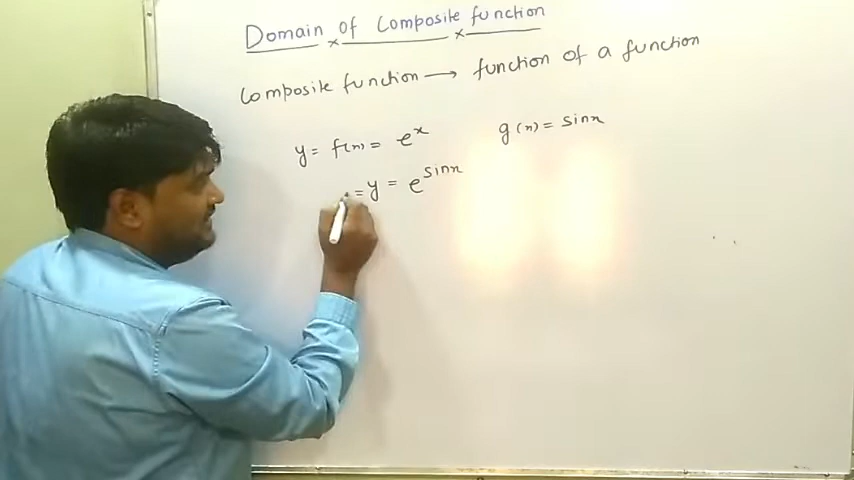 Domain of Composite function
Composite function → function of a function
y = f(x) = e^x g(x) = sinx
= y = e^sinx